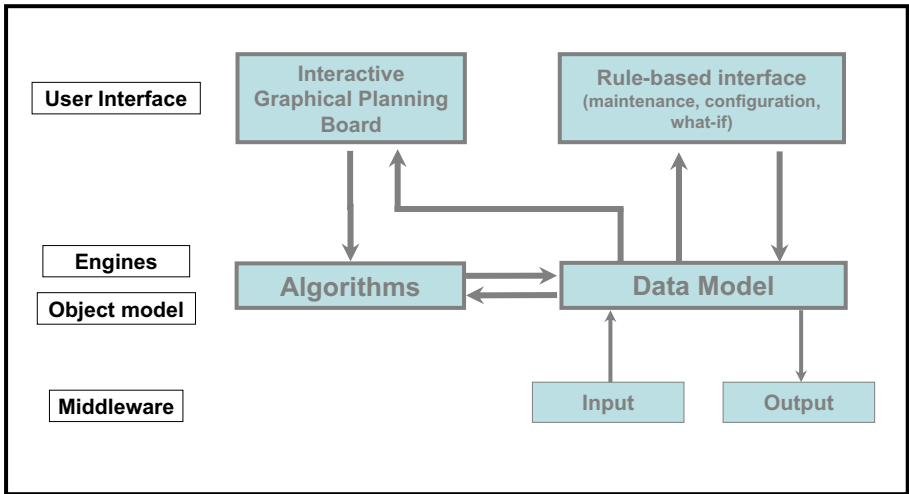 User Interface
Interactive
Graphical Planning
Board
Rule-based interface
(maintenance, configuration,
what-if)
Engines
Object model
Algorithms
Data Model
Middleware
Input
Output